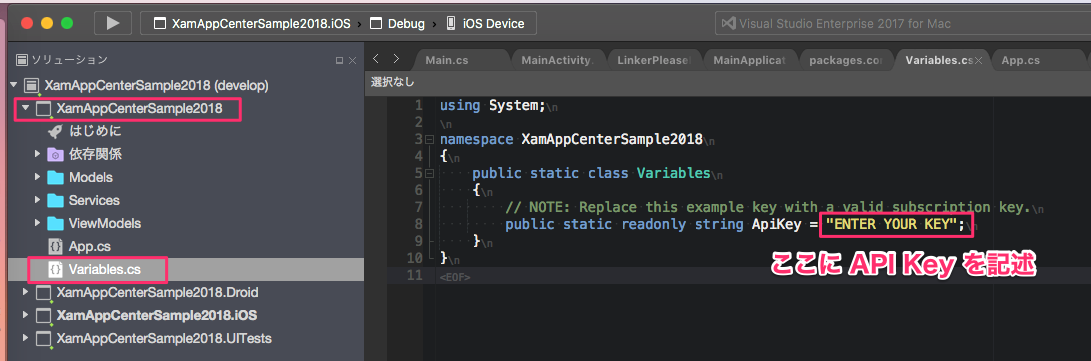 XamAppCenterSample2018.iOS › Debug › iOS Device
Visual Studio Enterprise 2017 for Mac
ソリューション
Main.cs
MainActivity.
LinkerPleaseI
MainApplicat
packages.cor
Variables.cs
App.cs
選択なし
XamAppCenterSample2018 (develop)
XamAppCenterSample2018
はじめに
依存関係
Models
Services
ViewModels
App.cs
Variables.cs
XamAppCenterSample2018.Droid
XamAppCenterSample2018.iOS
XamAppCenterSample2018.UITests
1 using System;\n
2 \n
3 namespace XamAppCenterSample2018\n
4 {\n
5 public static class Variables\n
6 {\n
7 // NOTE: Replace this example key with a valid subscription key.\n
8 public static readonly string ApiKey = "ENTER YOUR KEY";\n
9 }\n
10 }\n
11 <EOF>
ここに API Key を記述